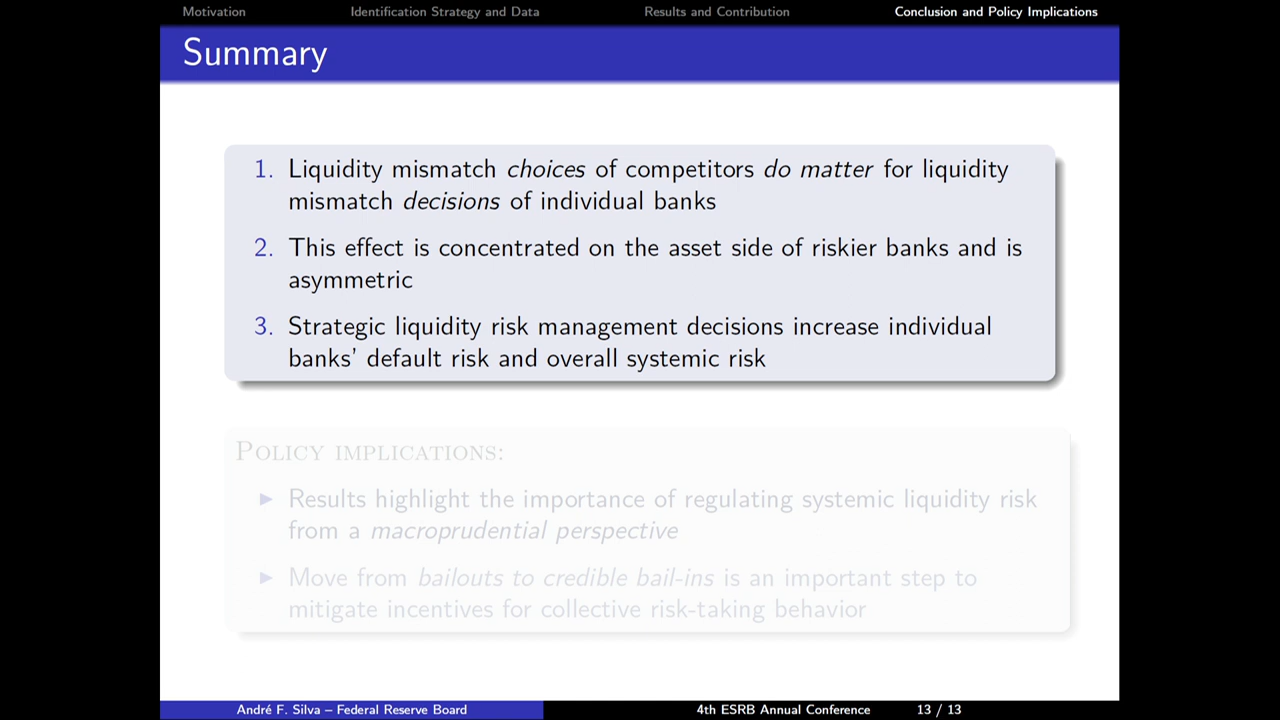 Motivation Identification Strategy and Data Results and Contribution Conclusion and Policy Implications
Summary
1. Liquidity mismatch choices of competitors do matter for liquidity
mismatch decisions of individual banks
2. This effect is concentrated on the asset side of riskier banks and is
asymmetric
3. Strategic liquidity risk management decisions increase individual
banks' default risk and overall systemic risk
Policy implications:
► Results highlight the importance of regulating systemic liquidity risk
from a macroprudential perspective
► Move from bailouts to credible bail-ins is an important step to
mitigate incentives for collective risk-taking behavior
André F. Silva – Federal Reserve Board 4th ESRB Annual Conference 13 / 13